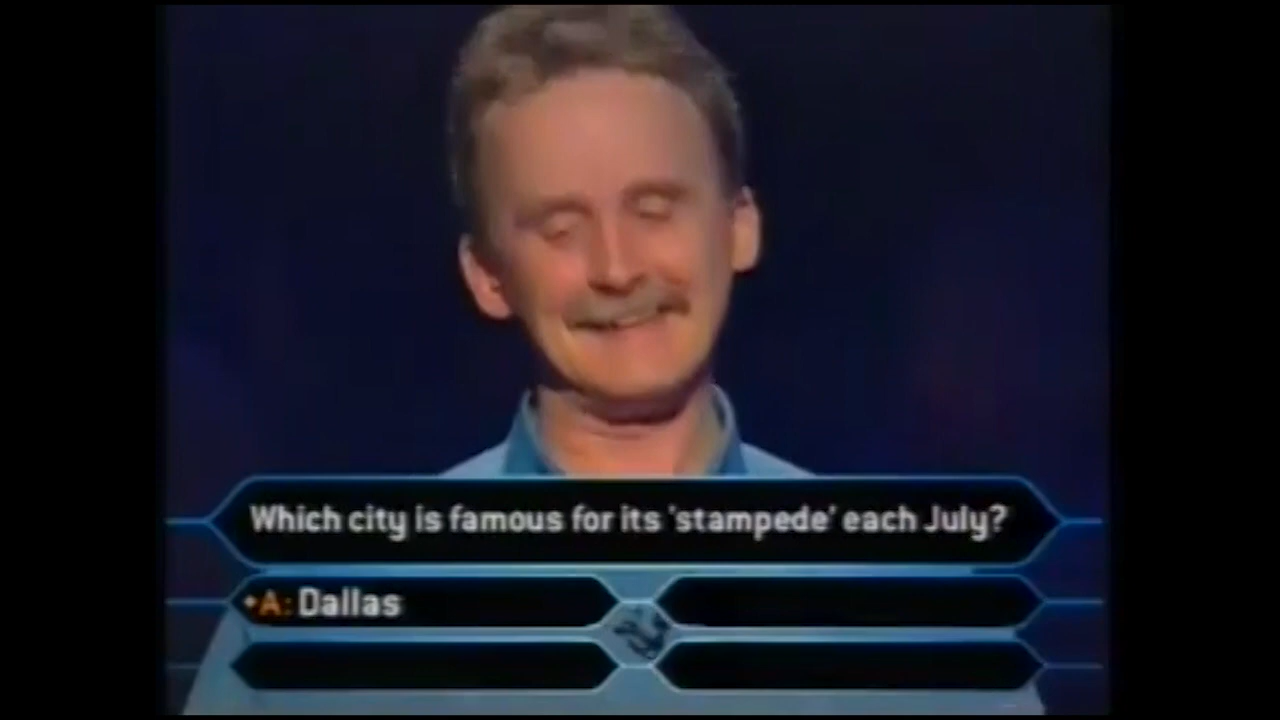 Which city is famous for its 'stampede' each July?
•A: Dallas